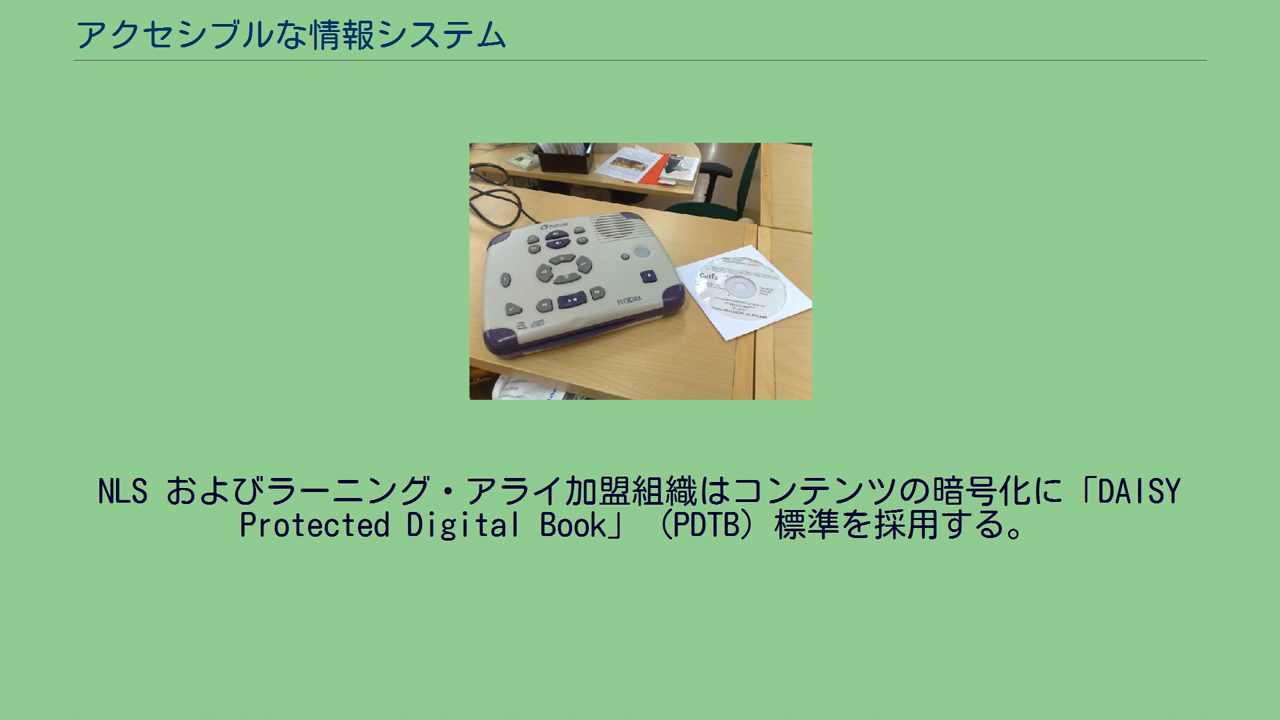 アクセシブルな情報システム
NLS およびラーニング・アライ加盟組織はコンテンツの暗号化に「DAISY
Protected Digital Book」（PDTB）標準を採用する。